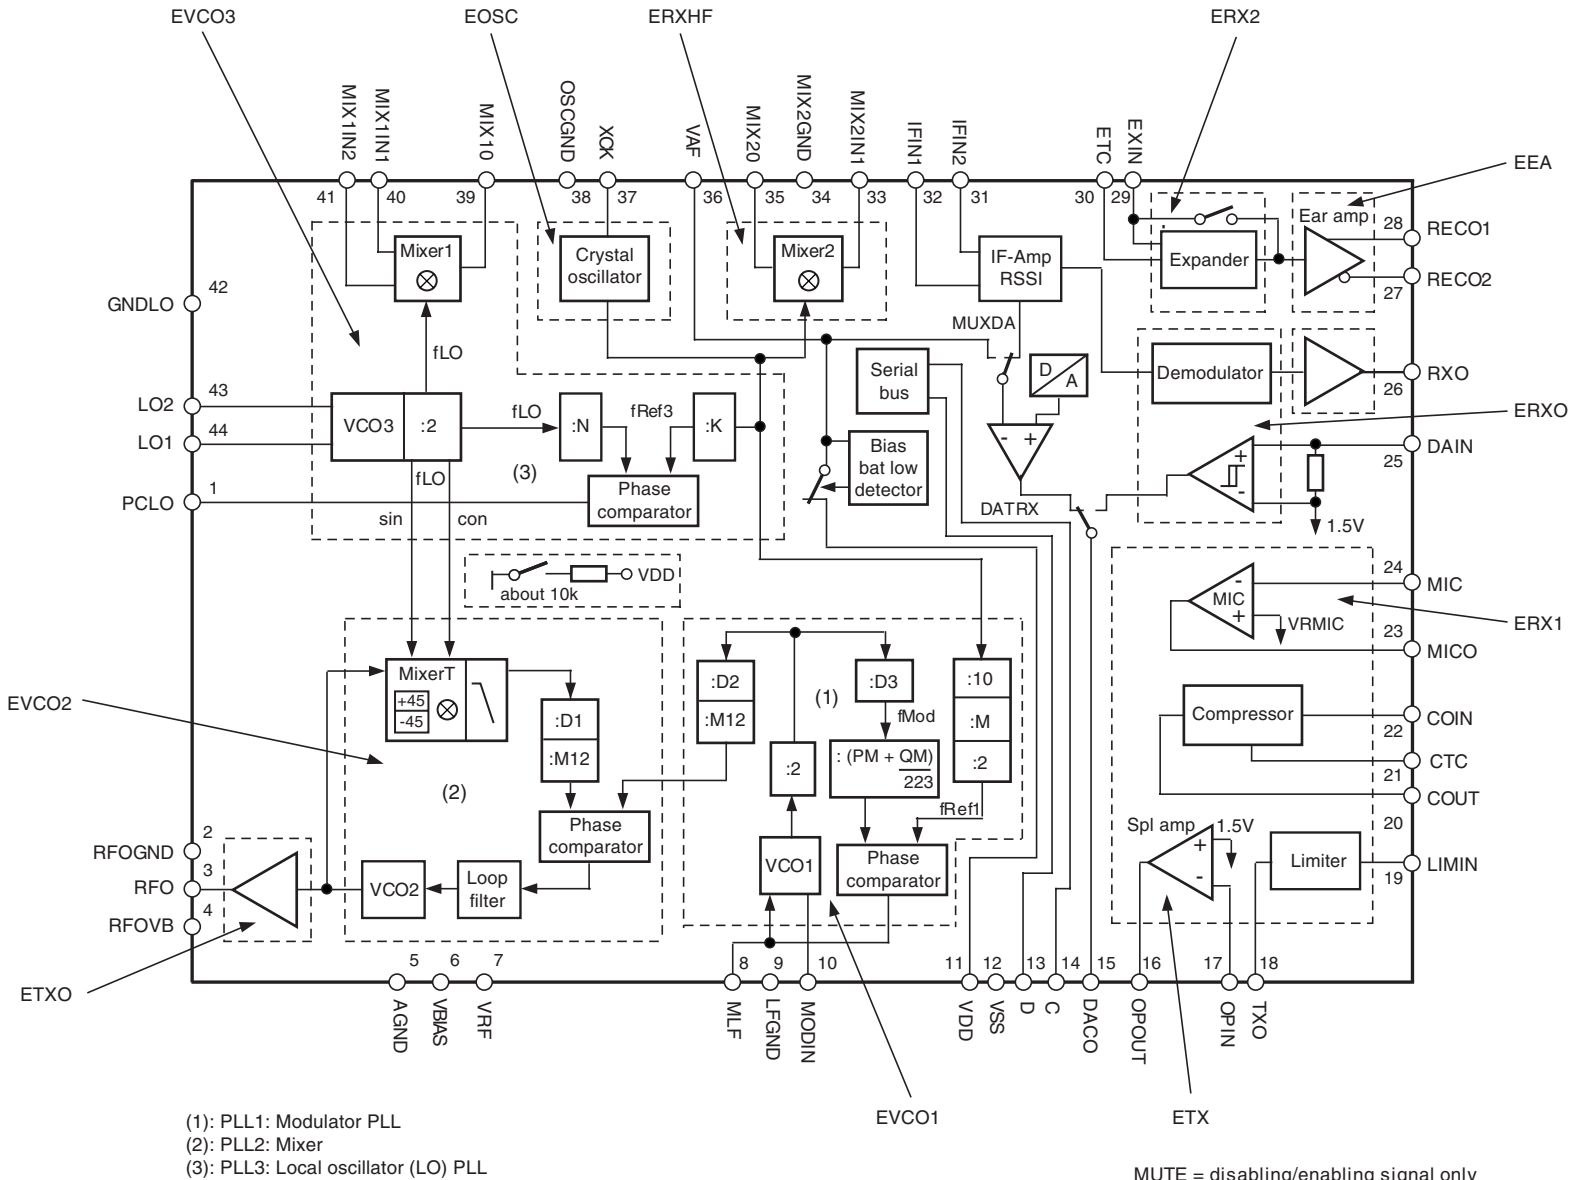 EVCO3
EOSC
ERXHF
ERX2
MIX1IN2
MIX1IN1
MIX10
OSCGND
XCK
VAF
MIX20
MIX2GND
MIX2IN1
IFIN1
IFIN2
ETC
EXIN
EEA
41
40
39
38
37
36
35
34
33
32
31
30
29
Mixer1
Crystal
oscillator
Mixer2
IF-Amp
RSSI
Expander
Ear amp
28
RECO1
RECO2
27
42
GNDLO
fLO
MUXDA
Serial
bus
D
A
Demodulator
26
RXO
ERXO
43
LO2
LO1
44
VCO3
:2
fLO
:N
fRef3
:K
- +
Bias
bat low
detector
+
-
DAIN
25
(3)
fLO
Phase
comparator
1
PCLO
sin
con
DATRX
1.5V
VDD
about 10k
24
MIC
-
MIC
+
VRMIC
23
MICO
ERX1
EVCO2
MixerT
+45
-45
:D1
:M12
(2)
:D2
:M12
(1)
:D3
fMod
:10
:M
:2
:2
: (PM + QM)
223
fRef1
Compressor
COIN
22
CTC
21
COUT
20
Phase
comparator
VCO2
Loop
filter
VCO1
Phase
comparator
Spl amp
1.5V
+
-
Limiter
LIMIN
19
2
RFOGND
3
RFO
4
RFOVB
ETXO
5
6
7
8
9
10
11
12
13
14
15
16
17
18
AGND
VBIAS
VRF
MLF
LFGND
MODIN
VDD
VSS
D
C
DACO
OPOUT
OPIN
TXO
EVCO1
ETX
(1): PLL1: Modulator PLL
(2): PLL2: Mixer
(3): PLL3: Local oscillator (LO) PLL
MUTE = disabling/enabling signal only